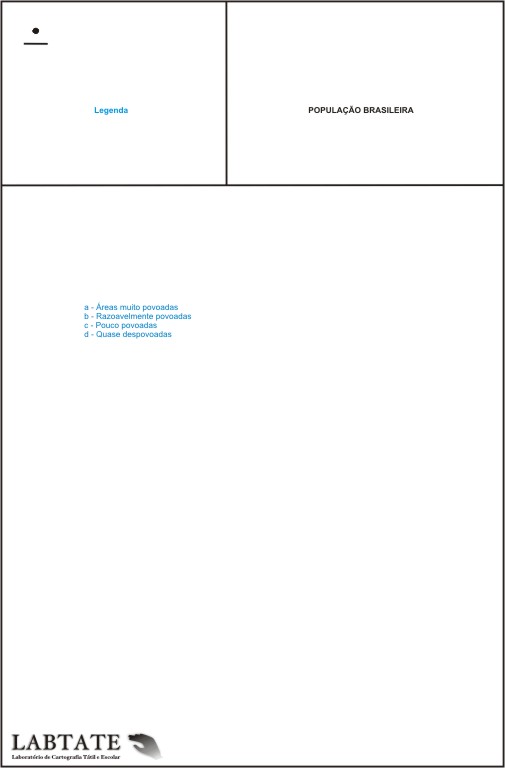 Legenda
POPULAÇÃO BRASILEIRA
a - Áreas muito povoadas
b - Razoavelmente povoadas
c - Pouco povoadas
d - Quase despovoadas
LABTATE
Laboratório de Cartografia Tátil e Escolar